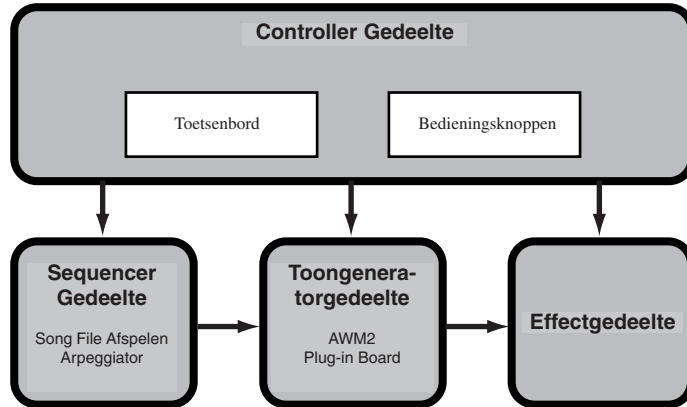 Controller Gedeelte
Toetsenbord
Bedieningsknoppen
Sequencer
Gedeelte
Song File Afspelen
Arpeggiator
Toongenera-
torgedeelte
AWM2
Plug-in Board
Effectgedeelte